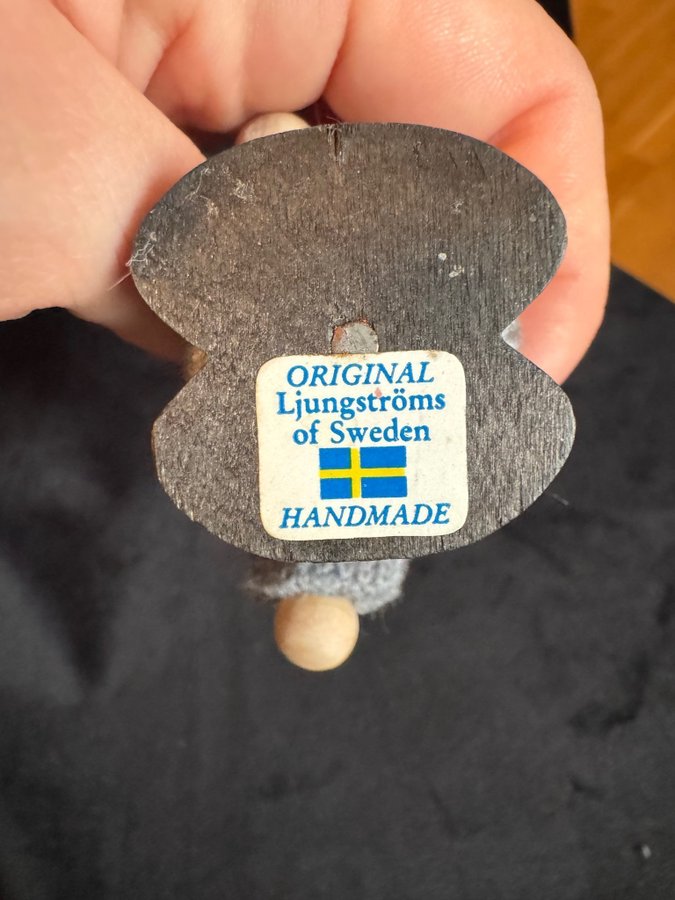 ORIGINAL
Ljungströms
of Sweden
HANDMADE